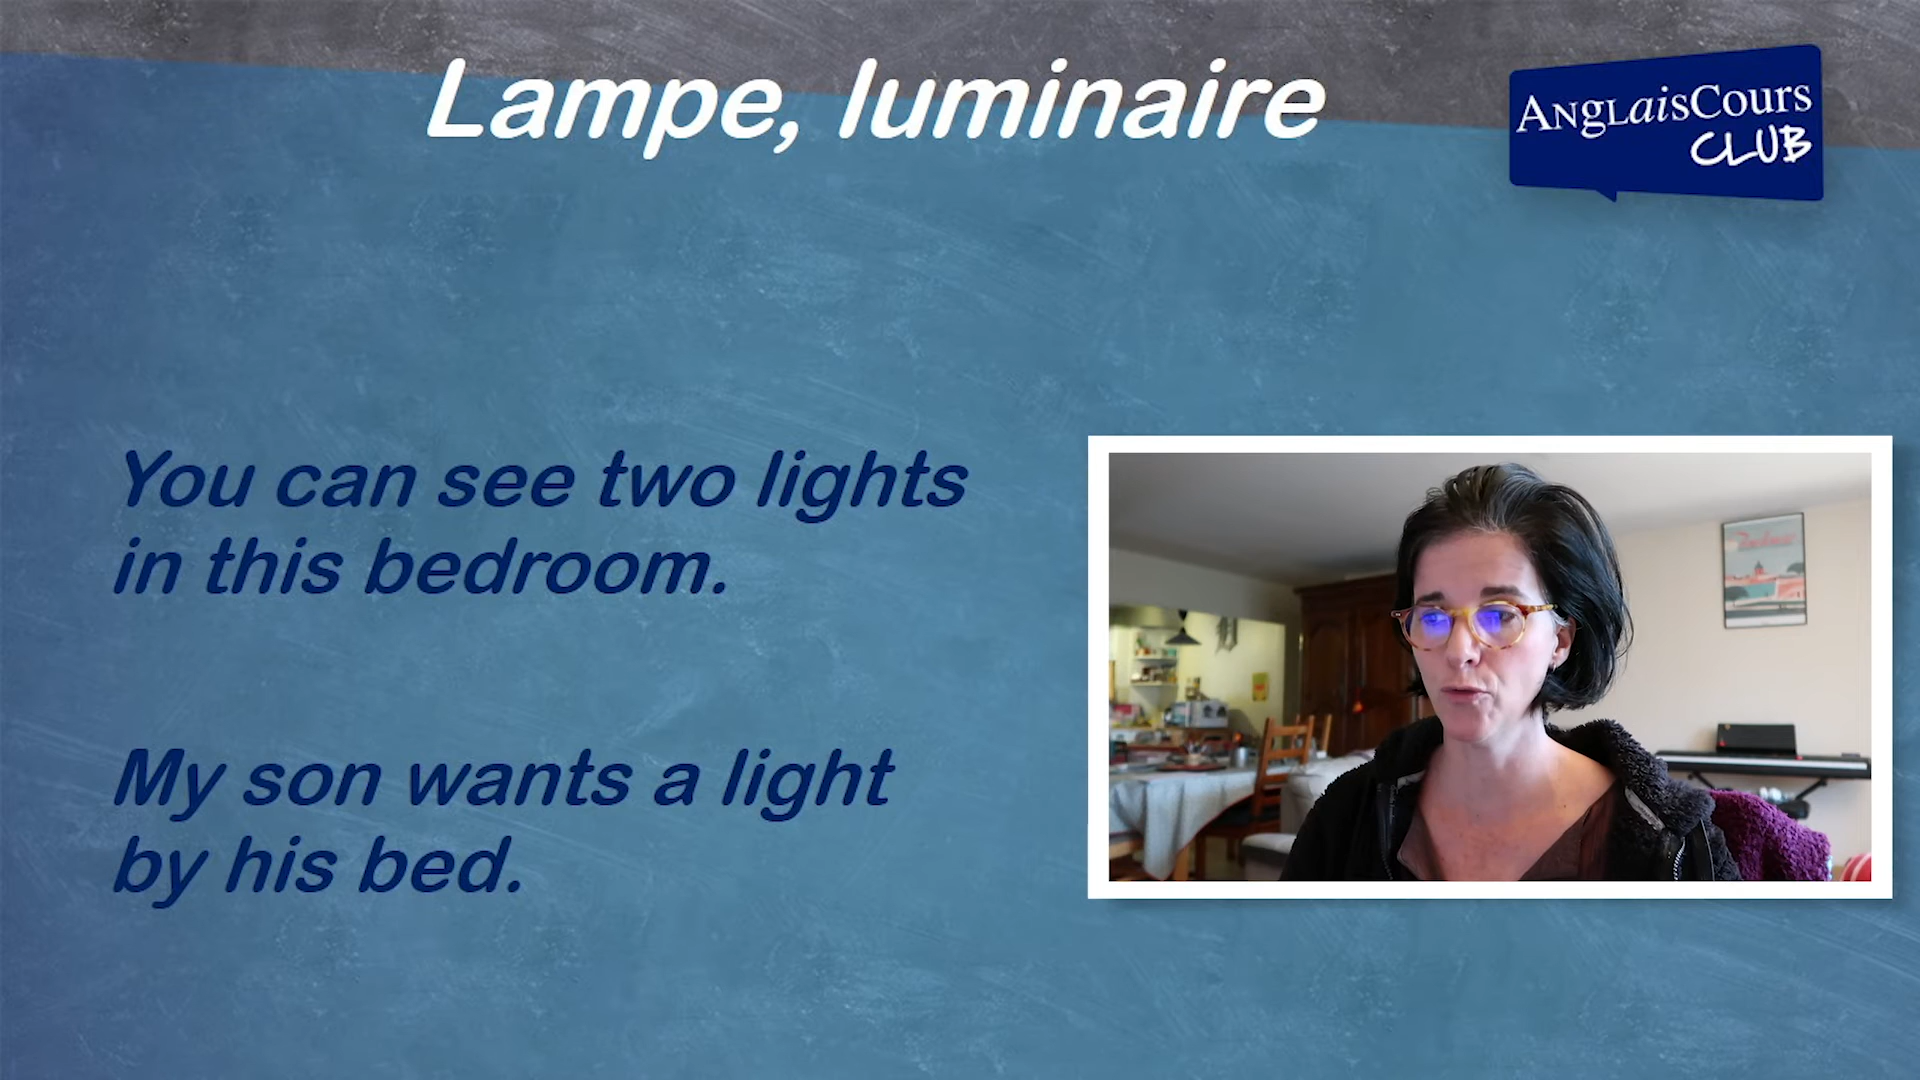 Lampe, luminaire
AnglaisCours
CLUB
You can see two lights
in this bedroom.
My son wants a light
by his bed.